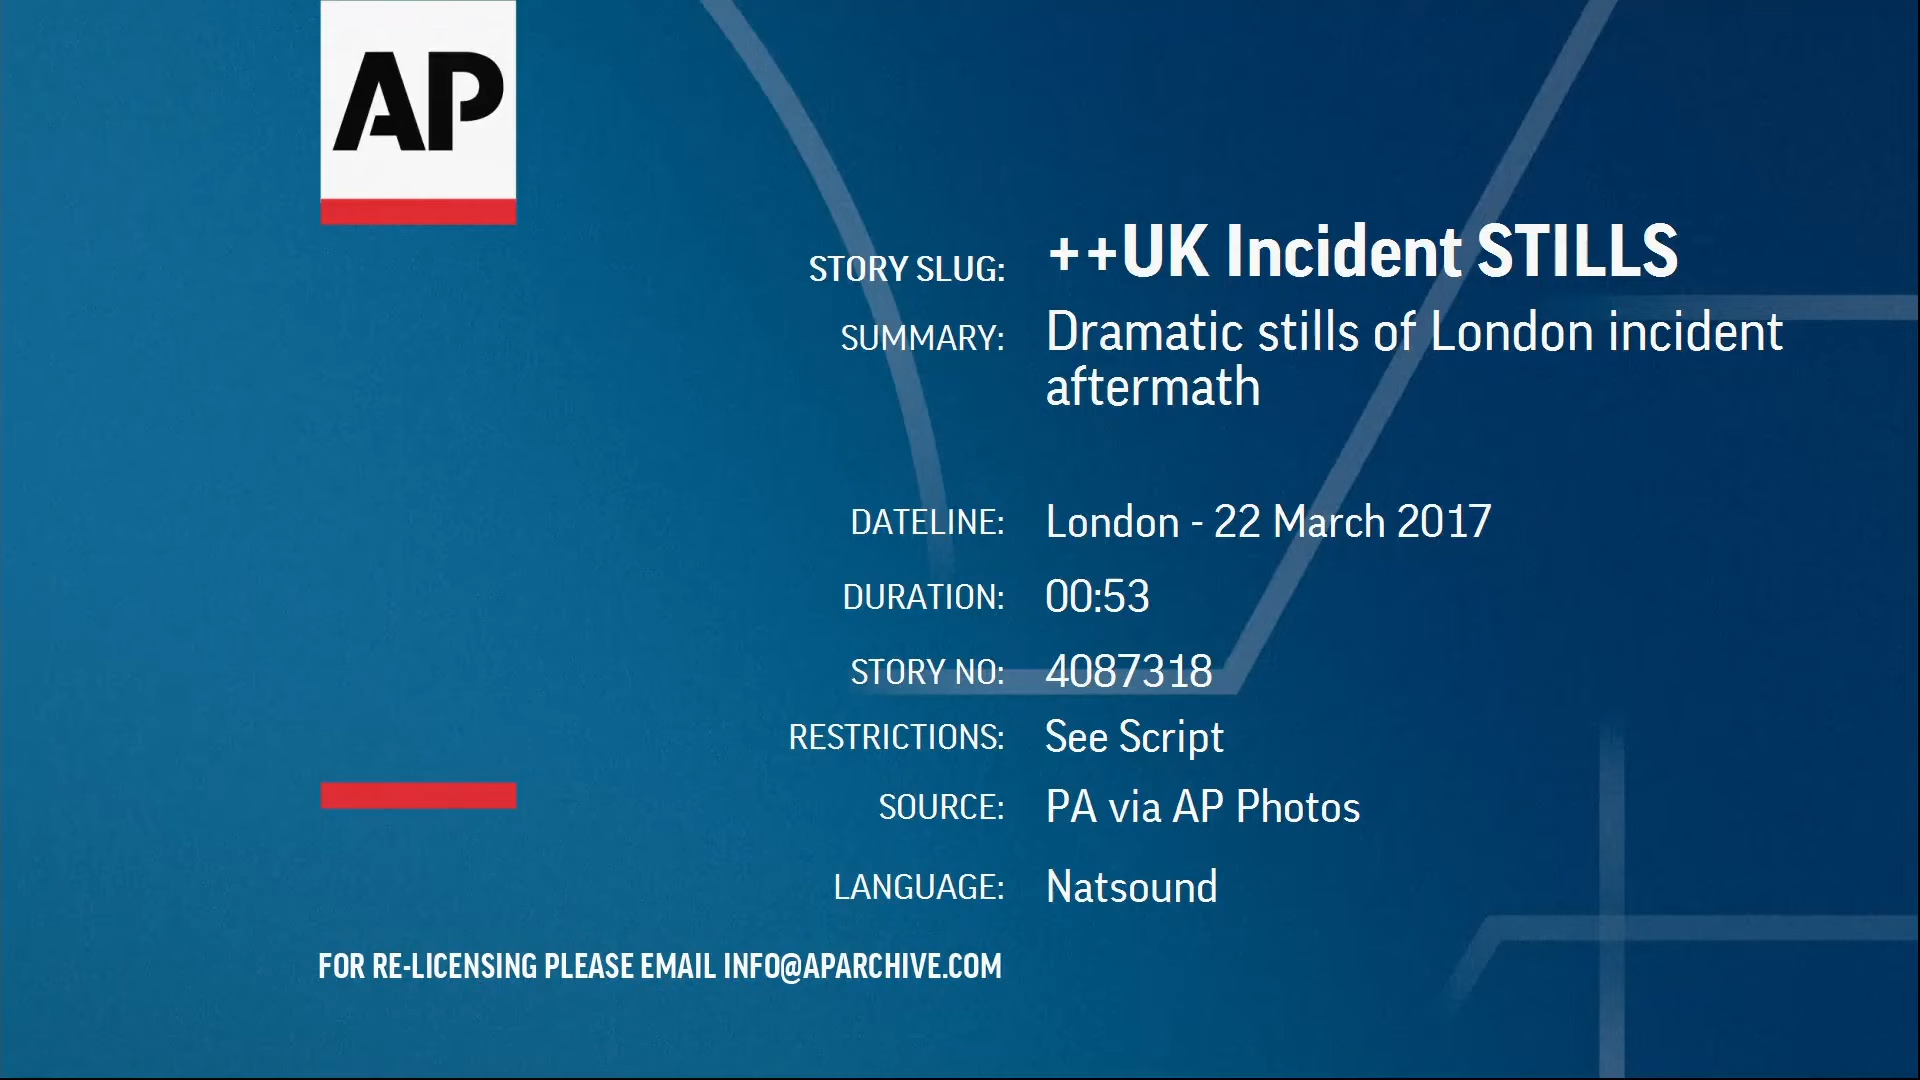 AP
STORY SLUG: ++UK Incident STILLS
SUMMARY: Dramatic stills of London incident
aftermath
DATELINE: London - 22 March 2017
DURATION: 00:53
STORY NO: 4087318
RESTRICTIONS: See Script
SOURCE: PA via AP Photos
LANGUAGE: Natsound
FOR RE-LICENSING PLEASE EMAIL INFO@APARCHIVE.COM